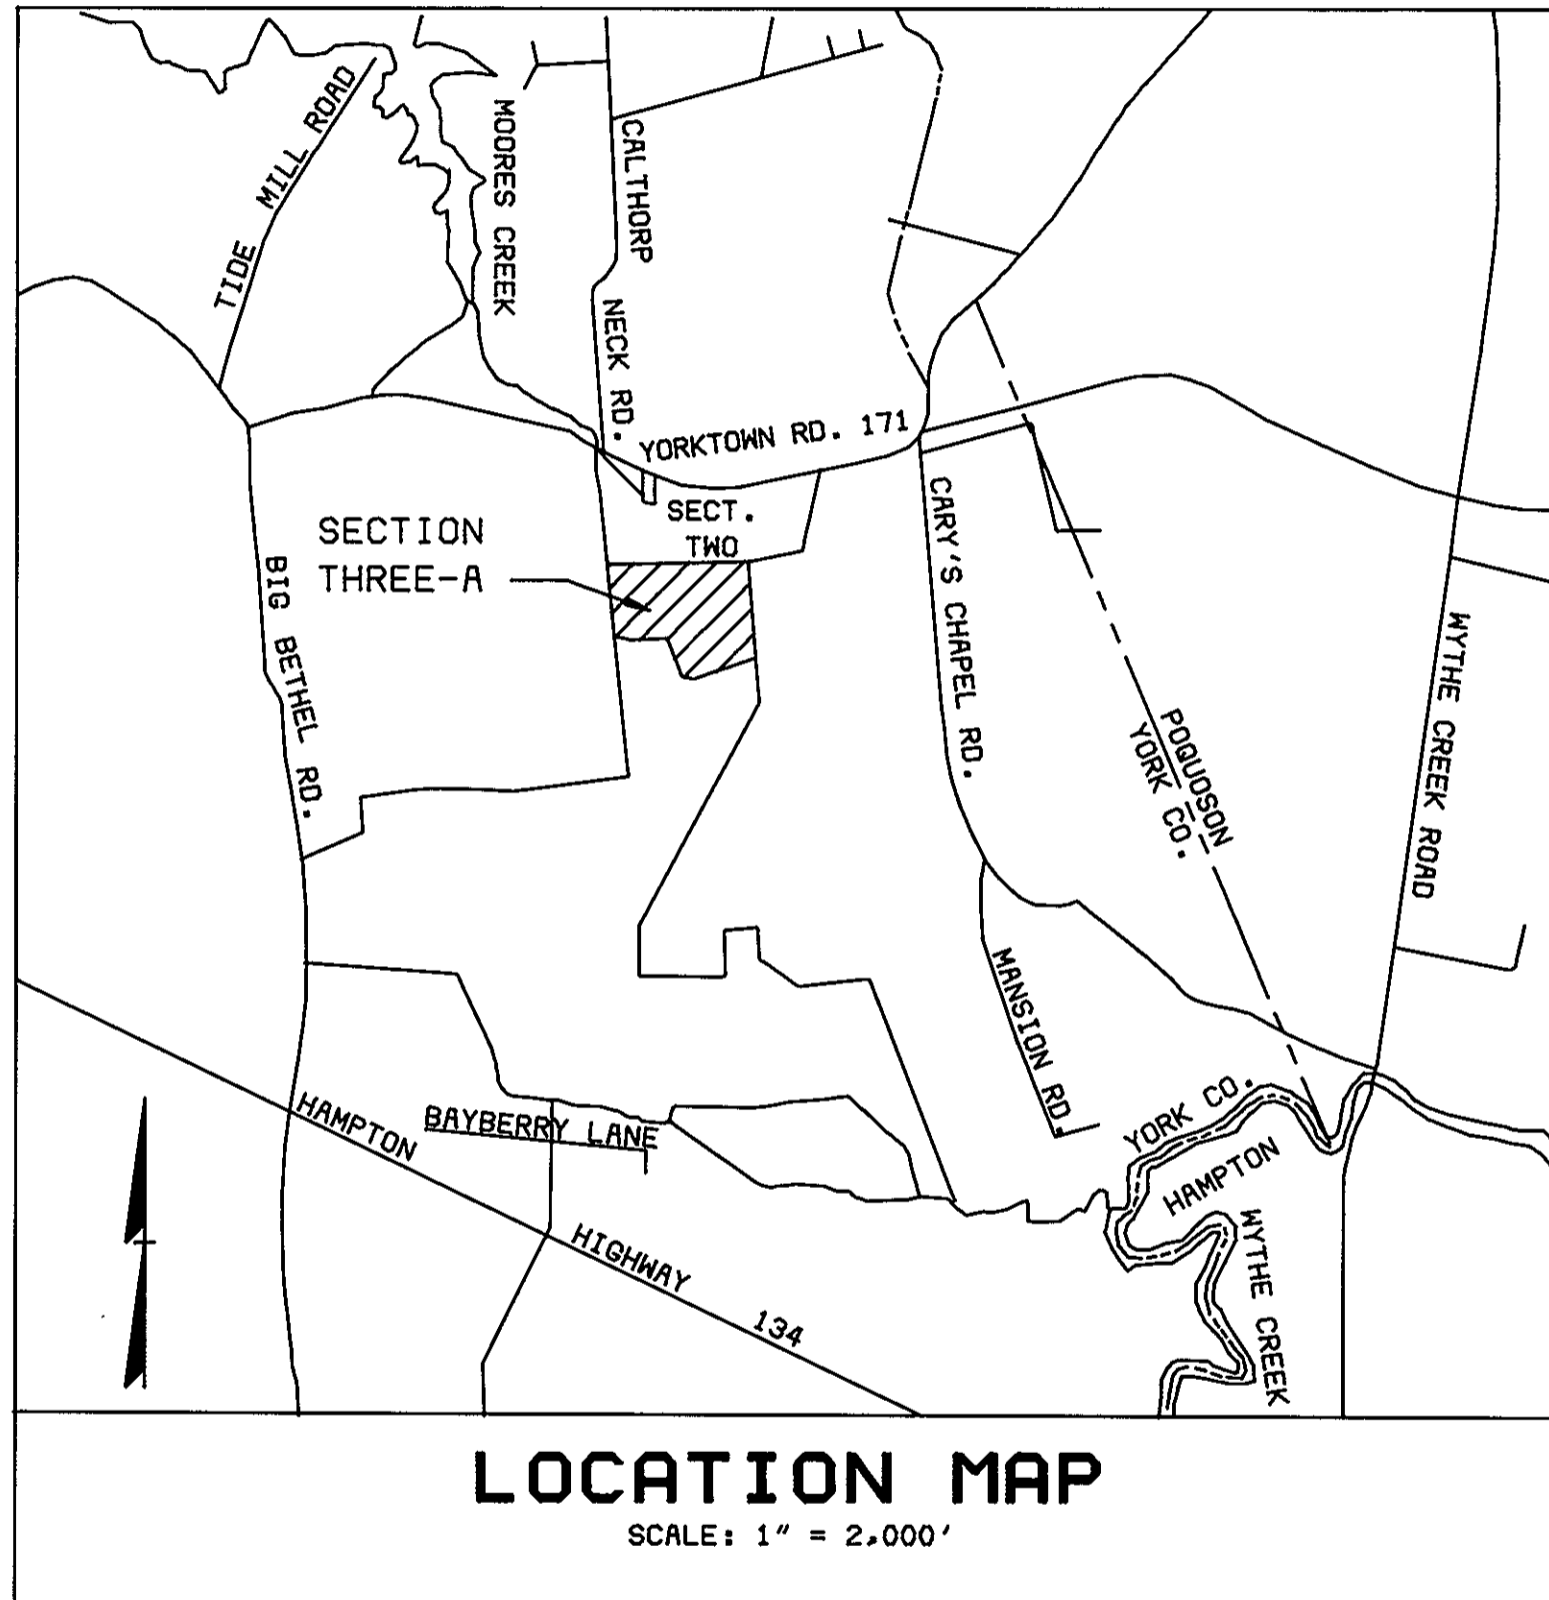 TIDE MILL ROAD
MOORES CREEK
CALTHORP NECK RD.
YORKTOWN RD. 171
SECT.
TWO
SECTION
THREE-A
BIG BETHEL RD.
CARY'S CHAPEL RD.
POQUOSON
YORK CO.
WYTHE CREEK ROAD
MANSION RD.
YORK CO.
HAMPTON
WYTHE CREEK
BAYBERRY LANE
HAMPTON HIGHWAY 134
LOCATION MAP
SCALE: 1" = 2,000'